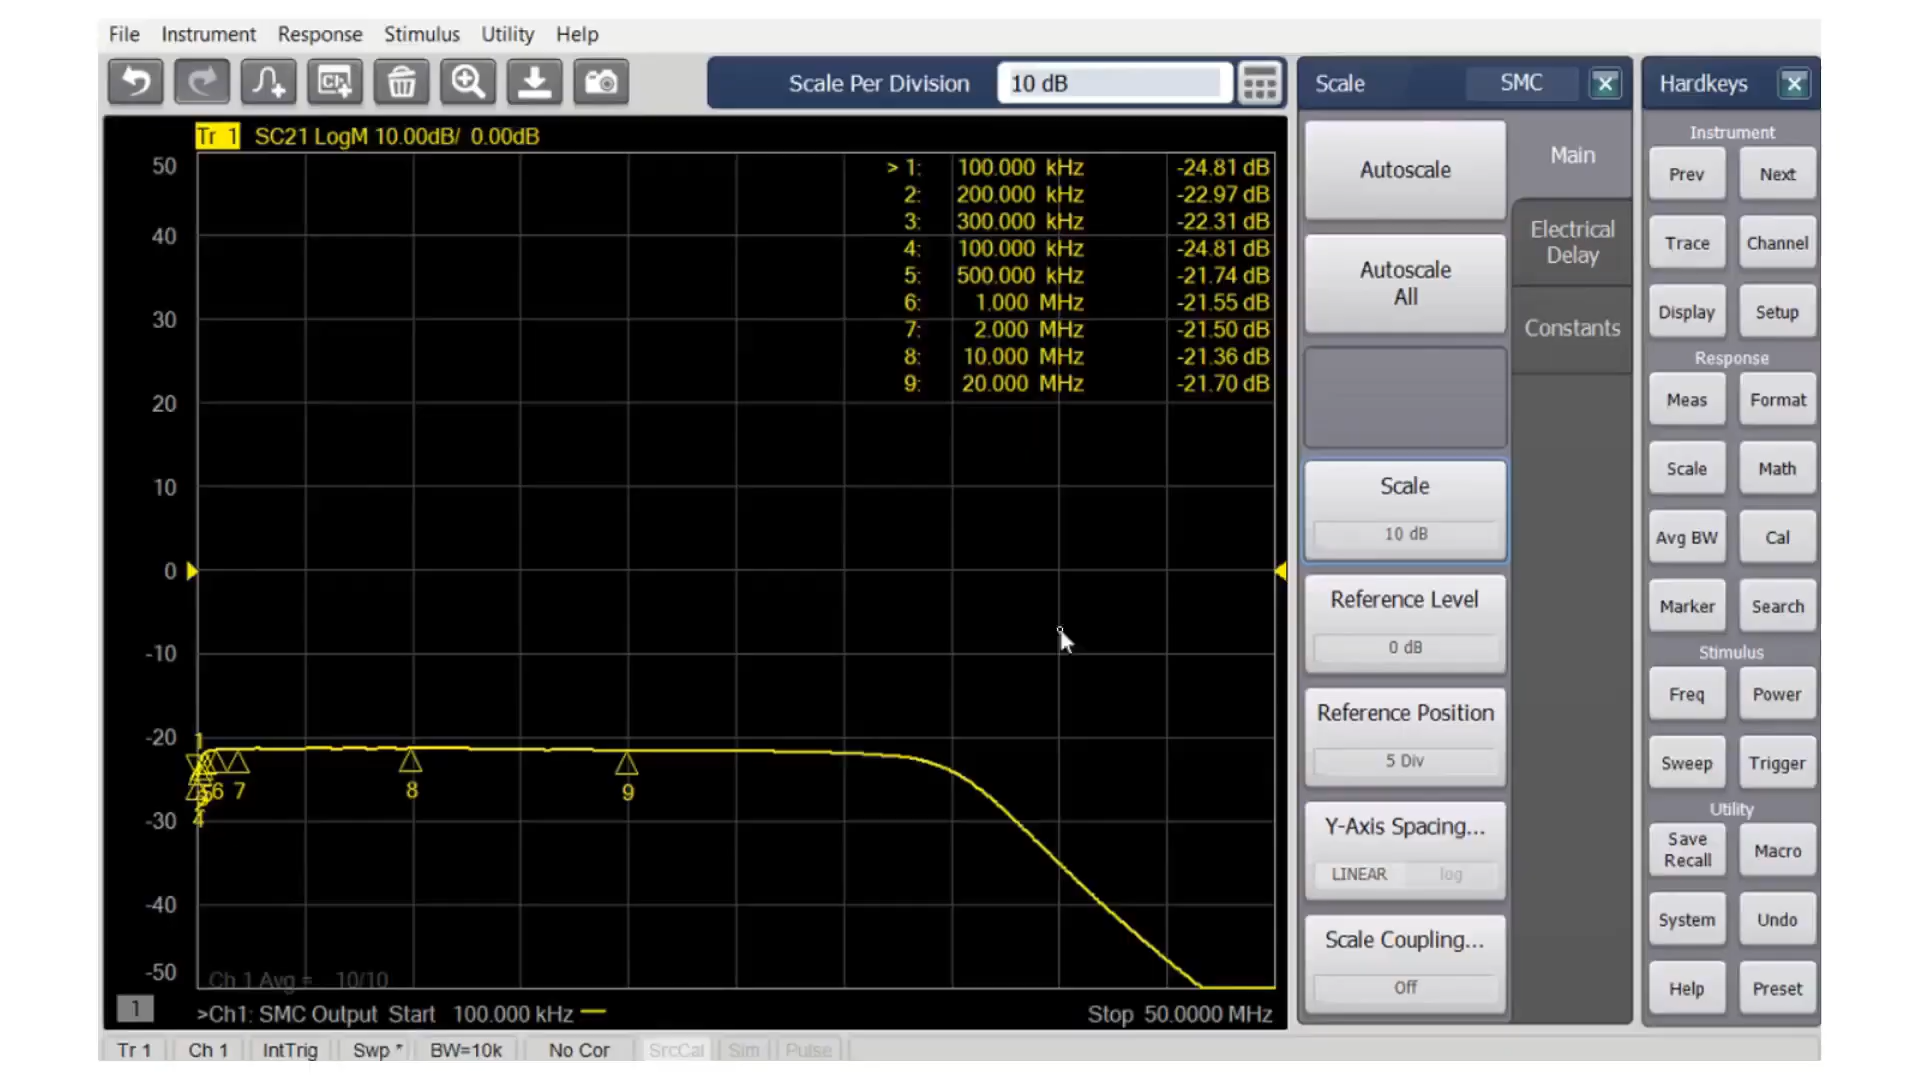 File Instrument Response Stimulus Utility Help
Scale Per Division 10 dB
Tr 1 SC21 LogM 10.00dB/ 0.00dB
50
40
30
20
10
0
-10
-20
-30
-40
-50
> 1: 100.000 kHz -24.81 dB
2: 200.000 kHz -22.97 dB
3: 300.000 kHz -22.31 dB
4: 100.000 kHz -24.81 dB
5: 500.000 kHz -21.74 dB
6: 1.000 MHz -21.55 dB
7: 2.000 MHz -21.50 dB
8: 10.000 MHz -21.36 dB
9: 20.000 MHz -21.70 dB
1
5 6 7 8 9
4
Ch 1 Avg = 10/10
1 >Ch1: SMC Output Start 100.000 kHz Stop 50.0000 MHz
Tr 1 Ch 1 IntTrig Swp * BW=10k No Cor SrcCal Sim Pulse
Scale SMC
Autoscale
Autoscale
All
Scale
10 dB
Reference Level
0 dB
Reference Position
5 Div
Y-Axis Spacing...
LINEAR log
Scale Coupling...
Off
Main
Electrical
Delay
Constants
Hardkeys
Instrument
Prev Next
Trace Channel
Display Setup
Response
Meas Format
Scale Math
Avg BW Cal
Marker Search
Stimulus
Freq Power
Sweep Trigger
Utility
Save
Recall
Macro
System Undo
Help Preset